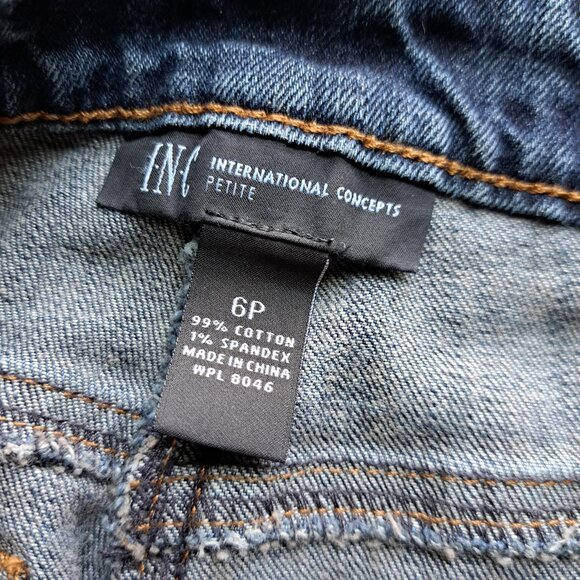 INC INTERNATIONAL CONCEPTS
PETITE
6P
99% COTTON
1% SPANDEX
MADE IN CHINA
WPL 8046